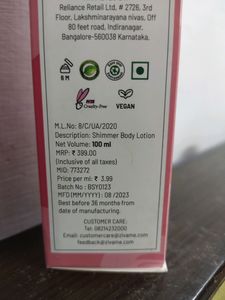 Reliance Retail Ltd, # 2726, 3rd
Floor, Lakshminarayana nivas, Off
80 feet road, Indiranagar,
Bangalore-560038 Karnataka.
6 M
Cruelty-Free
VEGAN
M.L.No: 8/C/UA/2020
Description: Shimmer Body Lotion
Net Volume: 100 ml
MRP: ₹ 399.00
(Inclusive of all taxes)
MID: 773272
Price per ml: ₹ 3.99
Batch No : BSY0123
MFD (MM/YYYY) : 08 /2023
Best before 36 months from
date of manufacturing.
CUSTOMER CARE:
Tel: 08214232000
Email: customercare@zivame.com
feedback@zivame.com